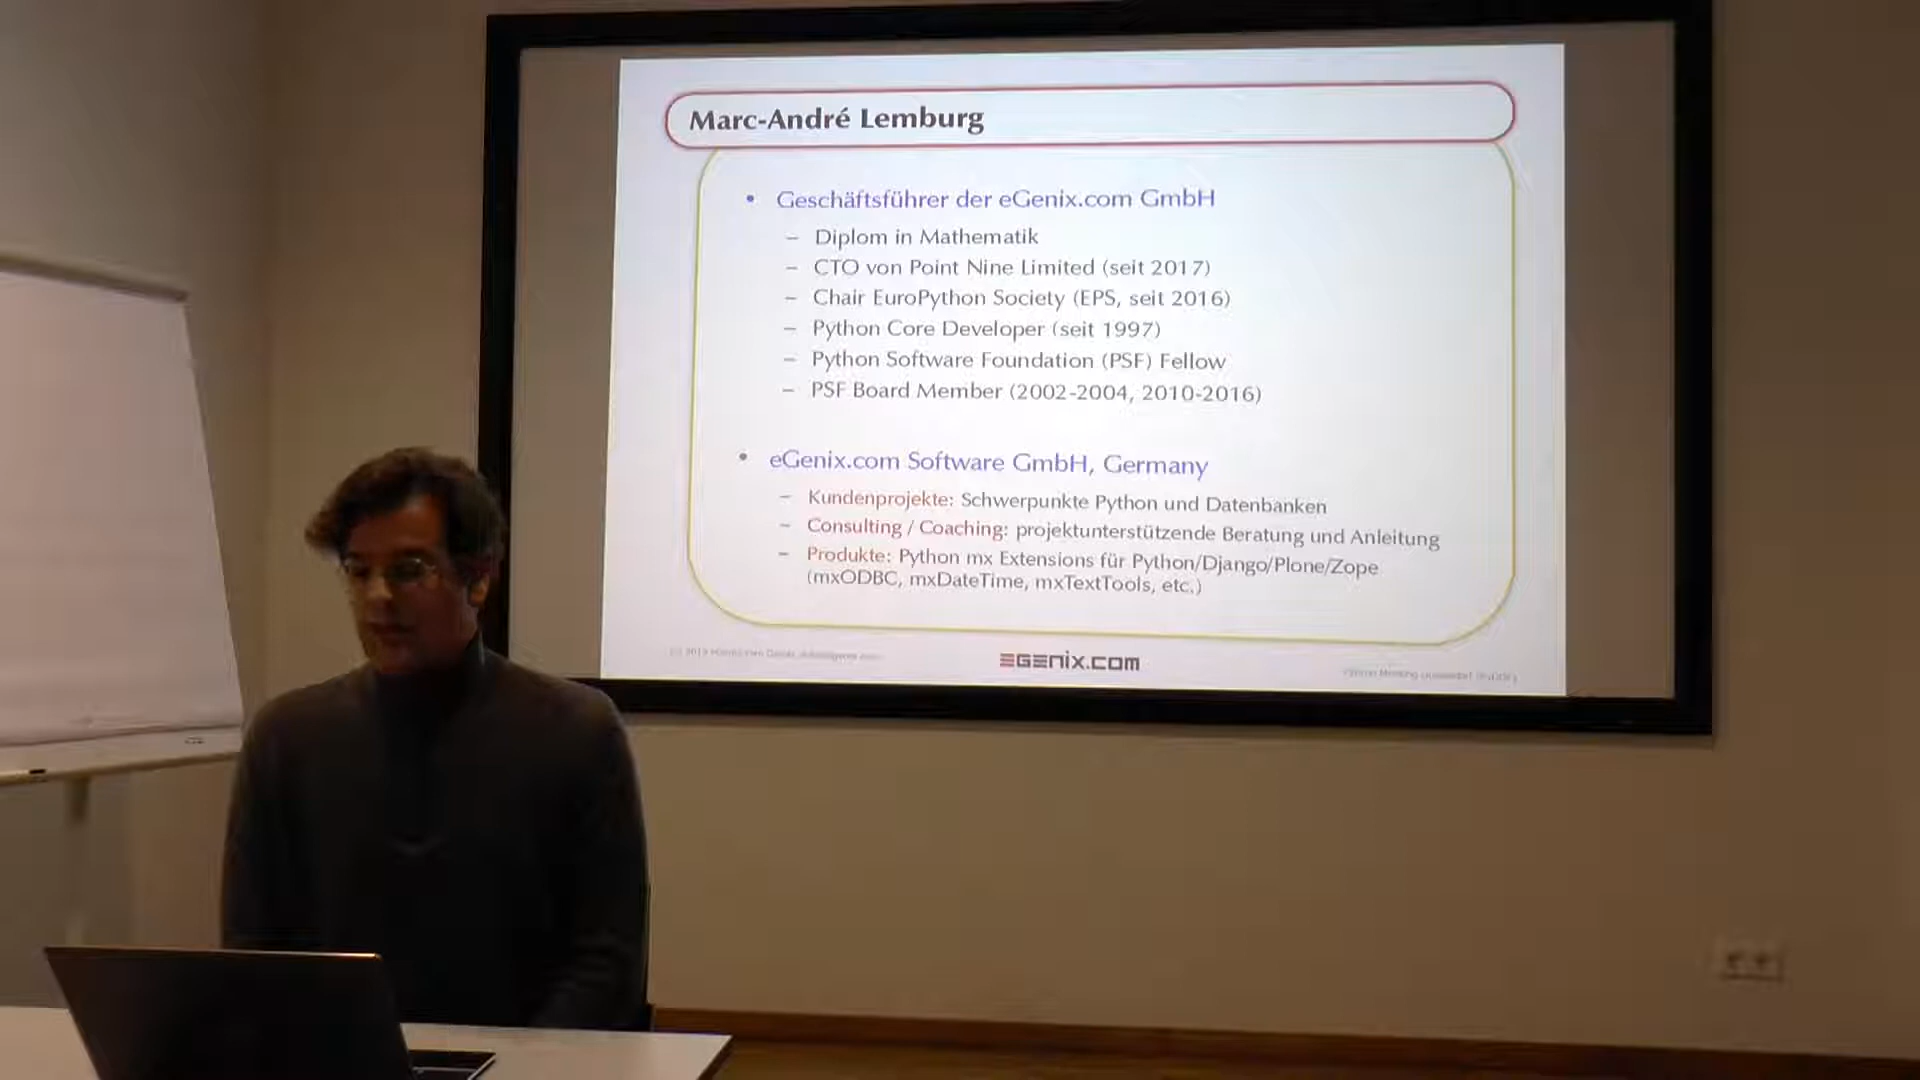 Marc-André Lemburg
• Geschäftsführer der eGenix.com GmbH
– Diplom in Mathematik
– CTO von Point Nine Limited (seit 2017)
– Chair EuroPython Society (EPS, seit 2016)
– Python Core Developer (seit 1997)
– Python Software Foundation (PSF) Fellow
– PSF Board Member (2002-2004, 2010-2016)
• eGenix.com Software GmbH, Germany
– Kundenprojekte: Schwerpunkte Python und Datenbanken
– Consulting / Coaching: projektunterstützende Beratung und Anleitung
– Produkte: Python mx Extensions für Python/Django/Plone/Zope
(mxODBC, mxDateTime, mxTextTools, etc.)
EGENIX.COM